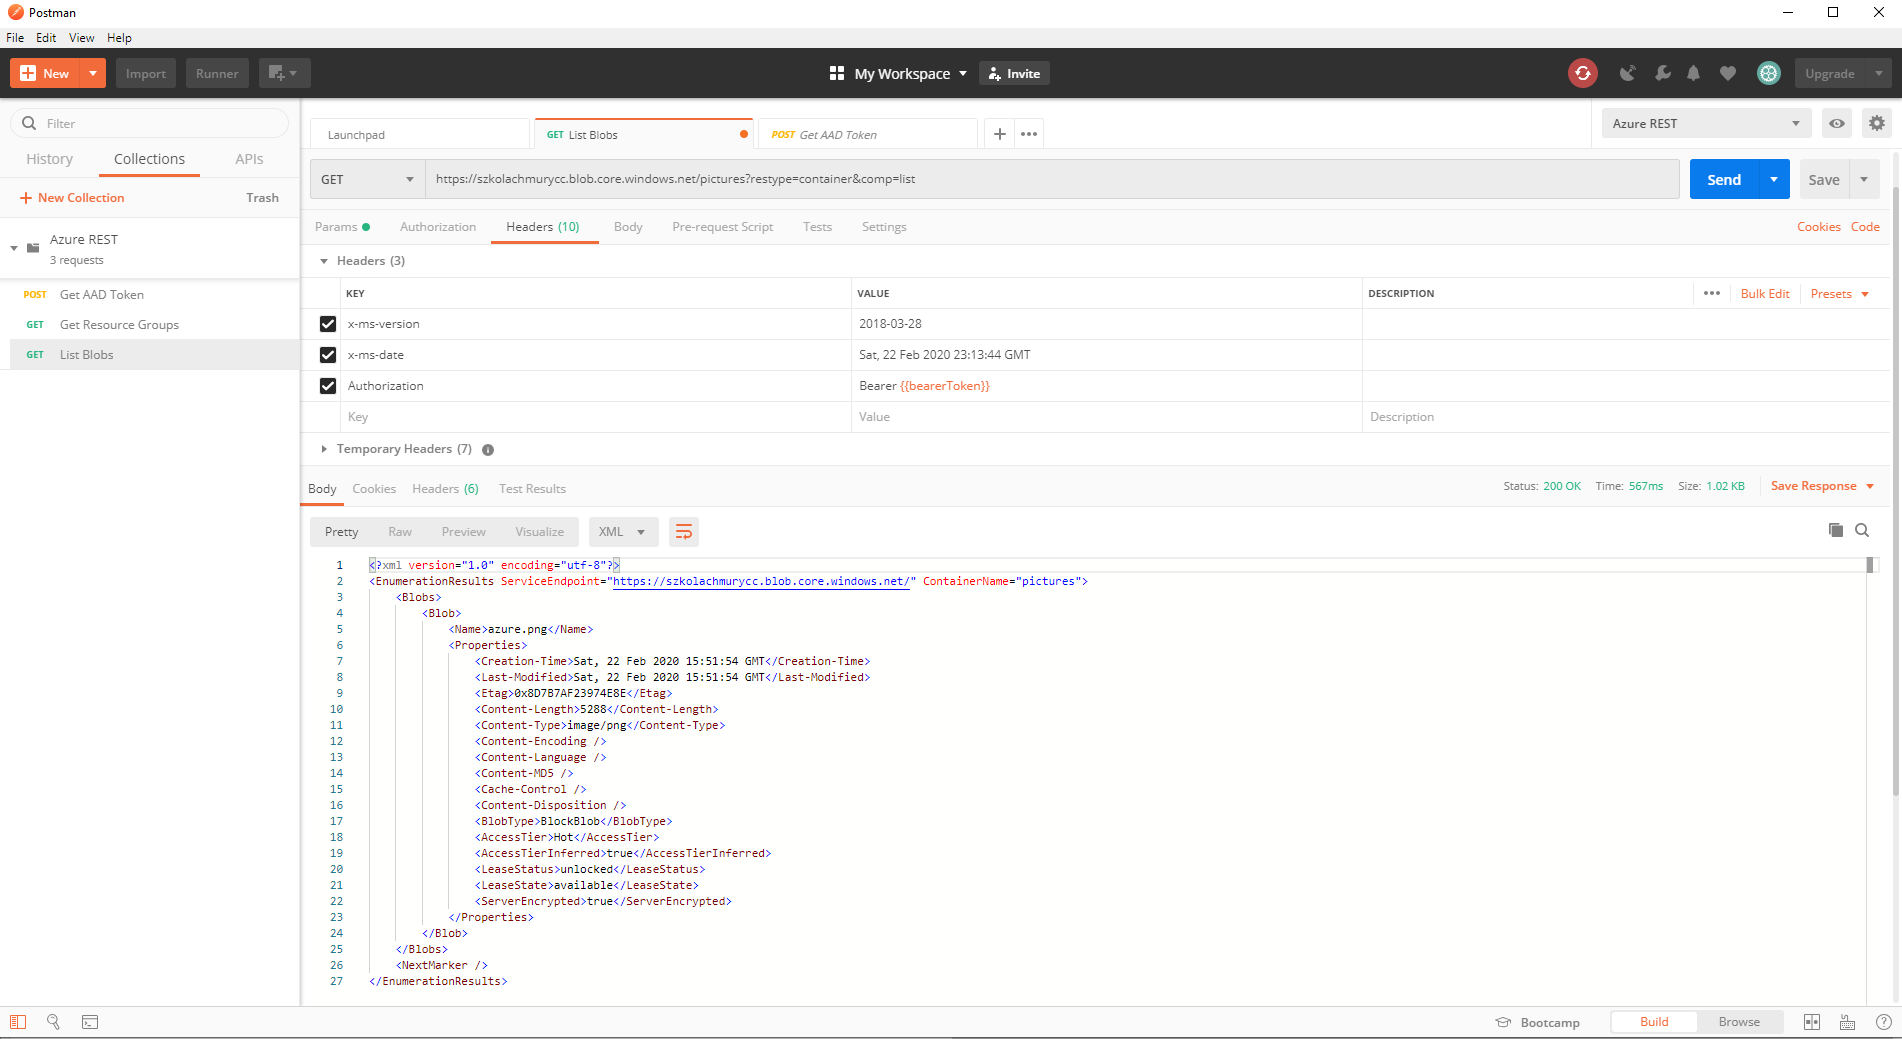 Postman
File Edit View Help
New Import Runner My Workspace Invite Upgrade
Filter
History Collections APIs
New Collection Trash
Azure REST
3 requests
POST Get AAD Token
GET Get Resource Groups
GET List Blobs
Launchpad GET List Blobs POST Get AAD Token Azure REST
GET https://szkolachmurycc.blob.core.windows.net/pictures?restype=container&comp=list Send Save
Params Authorization Headers (10) Body Pre-request Script Tests Settings Cookies Code
Headers (3)
KEY VALUE DESCRIPTION Bulk Edit Presets
x-ms-version 2018-03-28
x-ms-date Sat, 22 Feb 2020 23:13:44 GMT
Authorization Bearer {{bearerToken}}
Key Value Description
Temporary Headers (7)
Body Cookies Headers (6) Test Results Status: 200 OK Time: 567ms Size: 1.02 KB Save Response
Pretty Raw Preview Visualize XML
1 <?xml version="1.0" encoding="utf-8"?>
2 <EnumerationResults ServiceEndpoint="https://szkolachmurycc.blob.core.windows.net/" ContainerName="pictures">
3 <Blobs>
4 <Blob>
5 <Name>azure.png</Name>
6 <Properties>
7 <Creation-Time>Sat, 22 Feb 2020 15:51:54 GMT</Creation-Time>
8 <Last-Modified>Sat, 22 Feb 2020 15:51:54 GMT</Last-Modified>
9 <Etag>0x8D7B7AF23974E8E</Etag>
10 <Content-Length>5288</Content-Length>
11 <Content-Type>image/png</Content-Type>
12 <Content-Encoding />
13 <Content-Language />
14 <Content-MD5 />
15 <Cache-Control />
16 <Content-Disposition />
17 <BlobType>BlockBlob</BlobType>
18 <AccessTier>Hot</AccessTier>
19 <AccessTierInferred>true</AccessTierInferred>
20 <LeaseStatus>unlocked</LeaseStatus>
21 <LeaseState>available</LeaseState>
22 <ServerEncrypted>true</ServerEncrypted>
23 </Properties>
24 </Blob>
25 </Blobs>
26 <NextMarker />
27 </EnumerationResults>
Bootcamp Build Browse